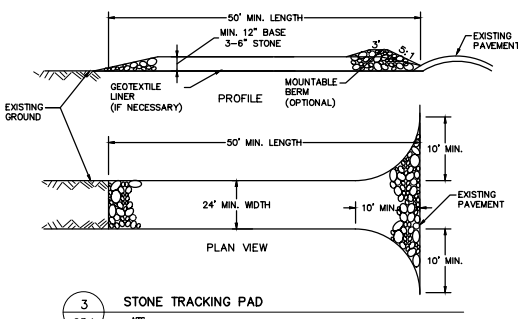 50' MIN. LENGTH
MIN. 12" BASE
3-6" STONE
3'
5:1
EXISTING
PAVEMENT
GEOTEXTILE
LINER
(IF NECESSARY)
MOUNTABLE
BERM
(OPTIONAL)
PROFILE
EXISTING
GROUND
50' MIN. LENGTH
10' MIN.
24' MIN. WIDTH
10' MIN.
EXISTING
PAVEMENT
PLAN VIEW
10' MIN.
3
STONE TRACKING PAD